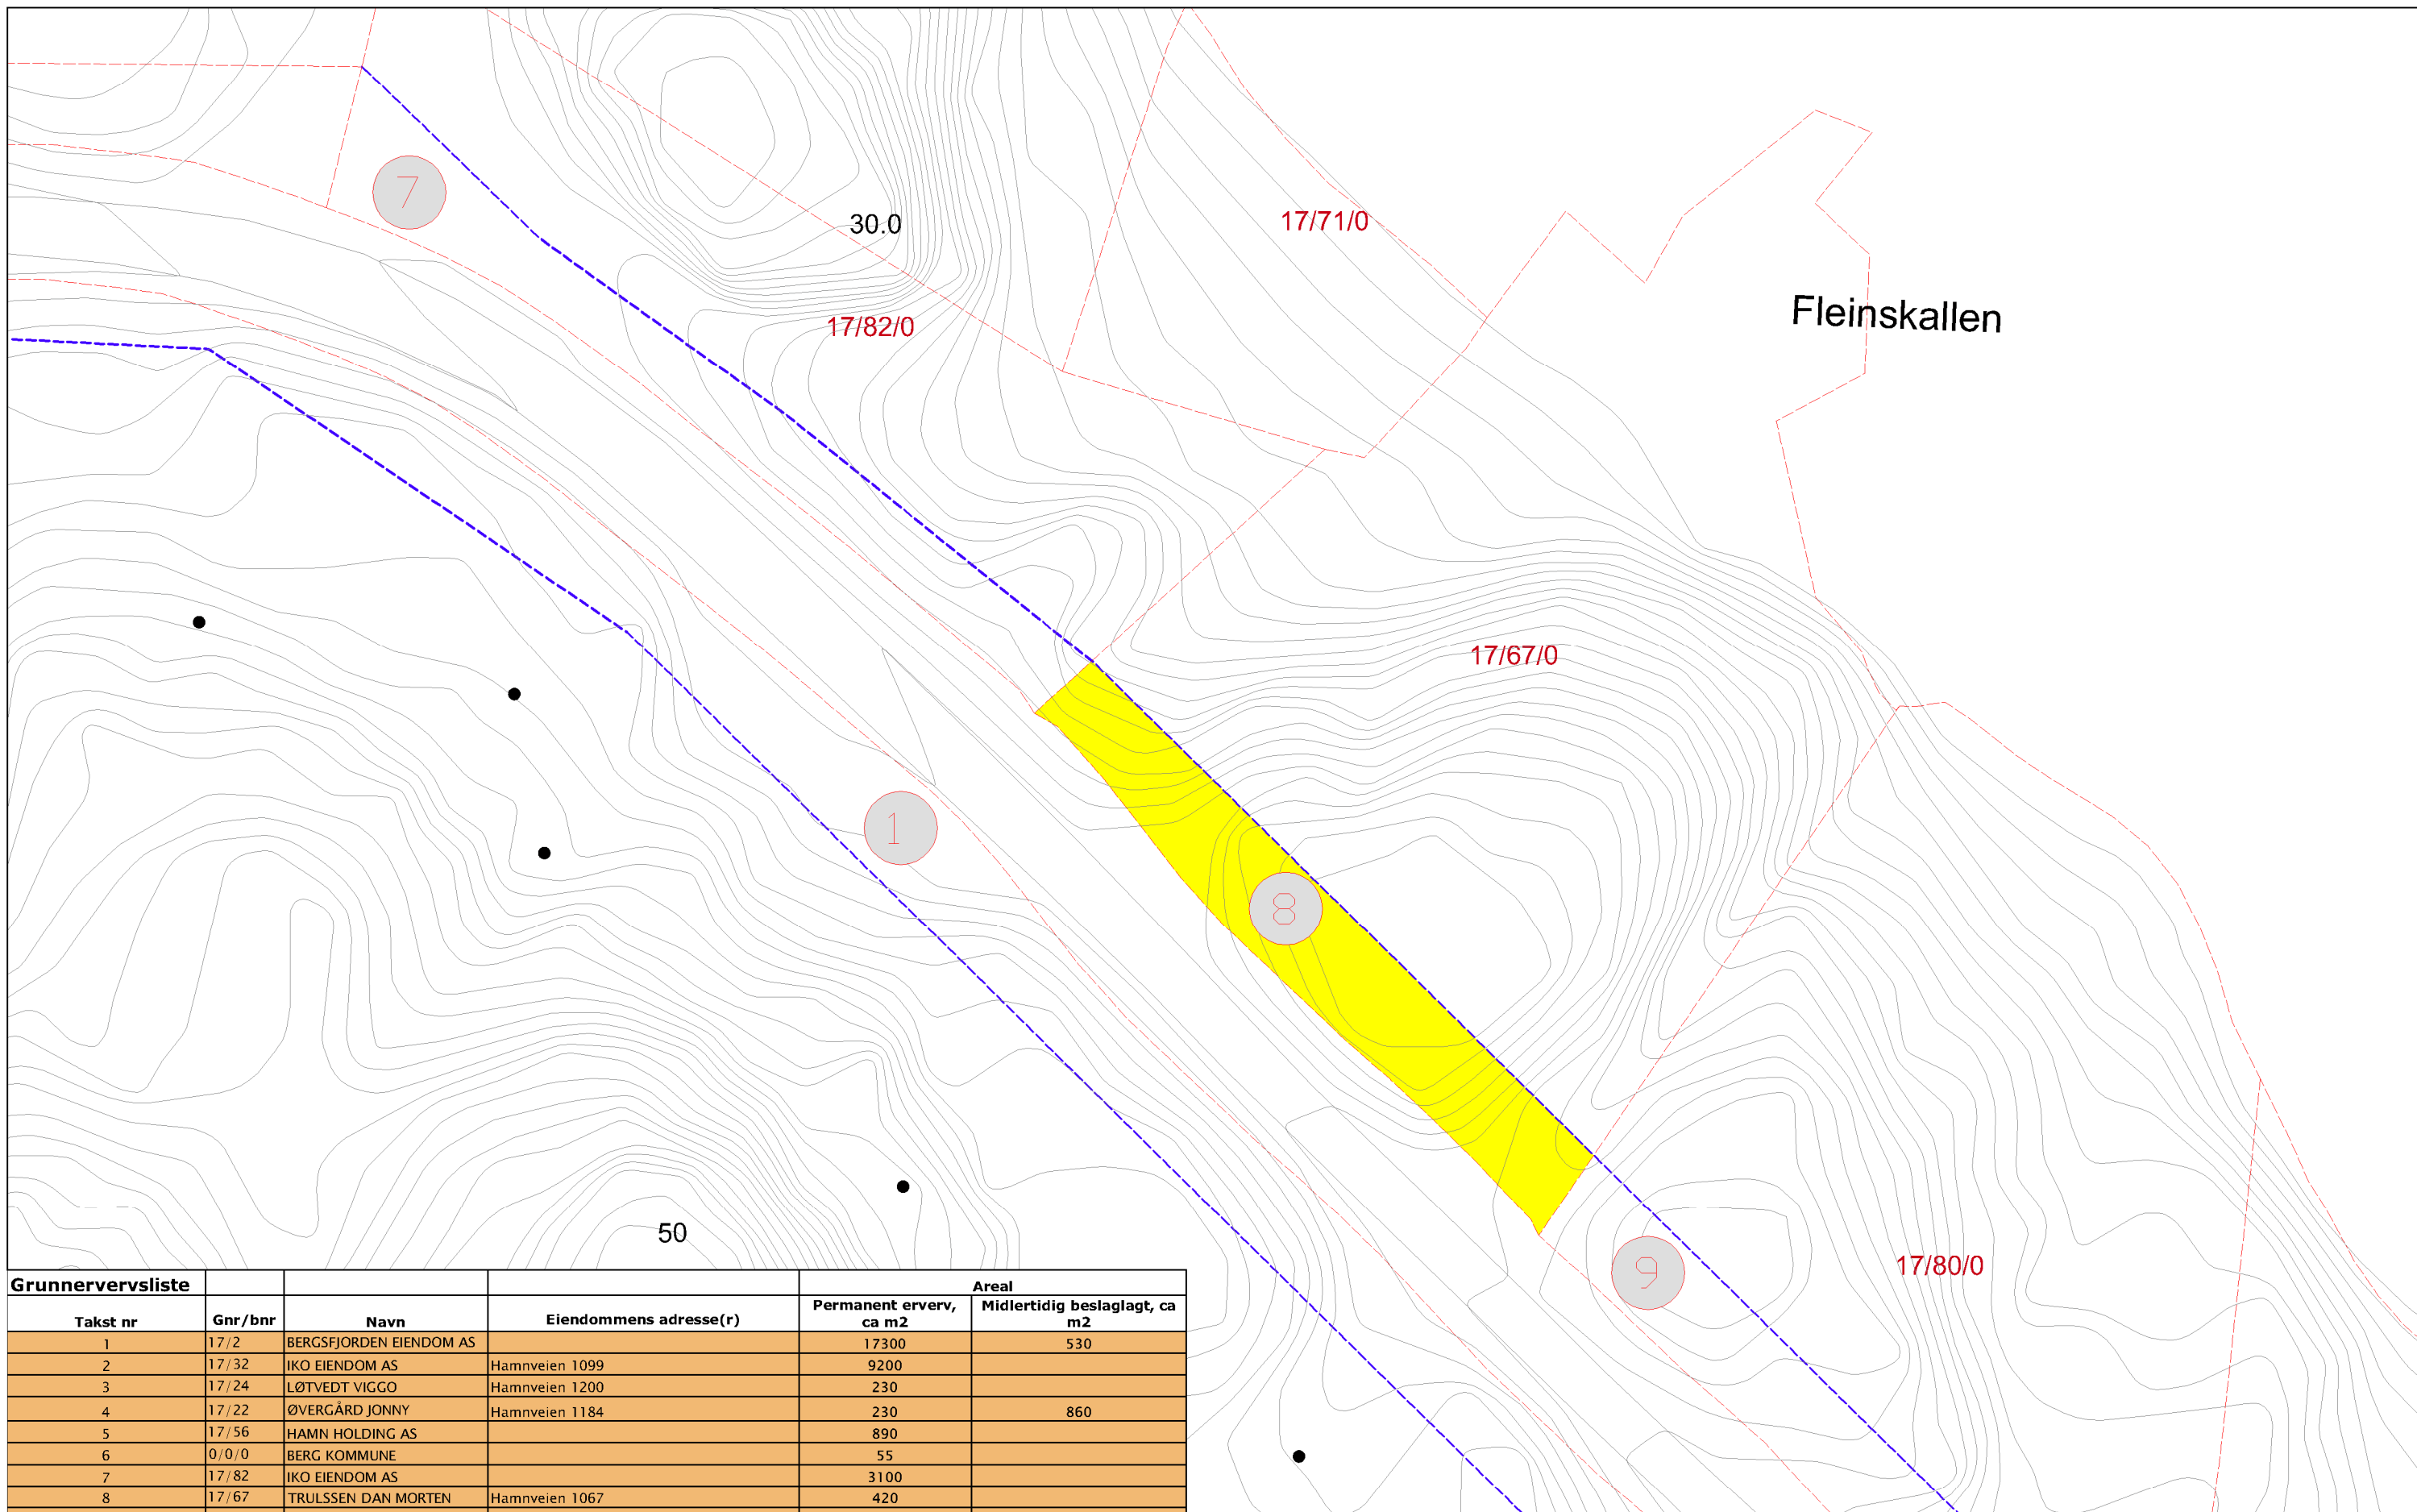 7
30.0
17/71/0
Fleinskallen
17/82/0
17/67/0
1
8
50
9
17/80/0
Grunnervervsliste Areal
Takst nr Gnr/bnr Navn Eiendommens adresse(r) Permanent erverv, ca m2 Midlertidig beslaglagt, ca m2
1 17/2 BERGSFJORDEN EIENDOM AS 17300 530
2 17/32 IKO EIENDOM AS Hamnveien 1099 9200
3 17/24 LØTVEDT VIGGO Hamnveien 1200 230
4 17/22 ØVERGÅRD JONNY Hamnveien 1184 230 860
5 17/56 HAMN HOLDING AS 890
6 0/0/0 BERG KOMMUNE 55
7 17/82 IKO EIENDOM AS 3100
8 17/67 TRULSSEN DAN MORTEN Hamnveien 1067 420